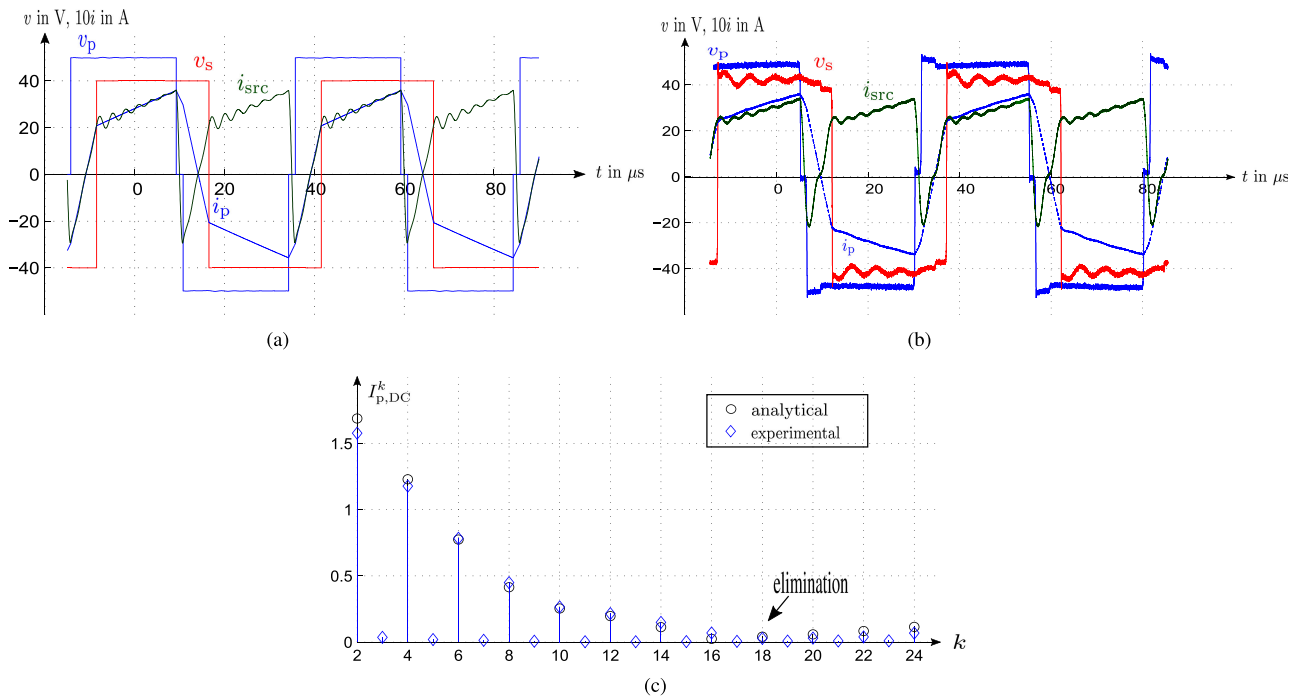 v in V, 10i in A
v_p
v_s
i_src
i_p
40
20
0
−20
−40
0 20 40 60 80
t in μs
(a)
v in V, 10i in A
v_p
v_s
i_src
i_p
40
20
0
−20
−40
0 20 40 60 80
t in μs
(b)
I^k_{p,DC}
analytical
experimental
elimination
1.5
1
0.5
0
2 4 6 8 10 12 14 16 18 20 22 24
k
(c)